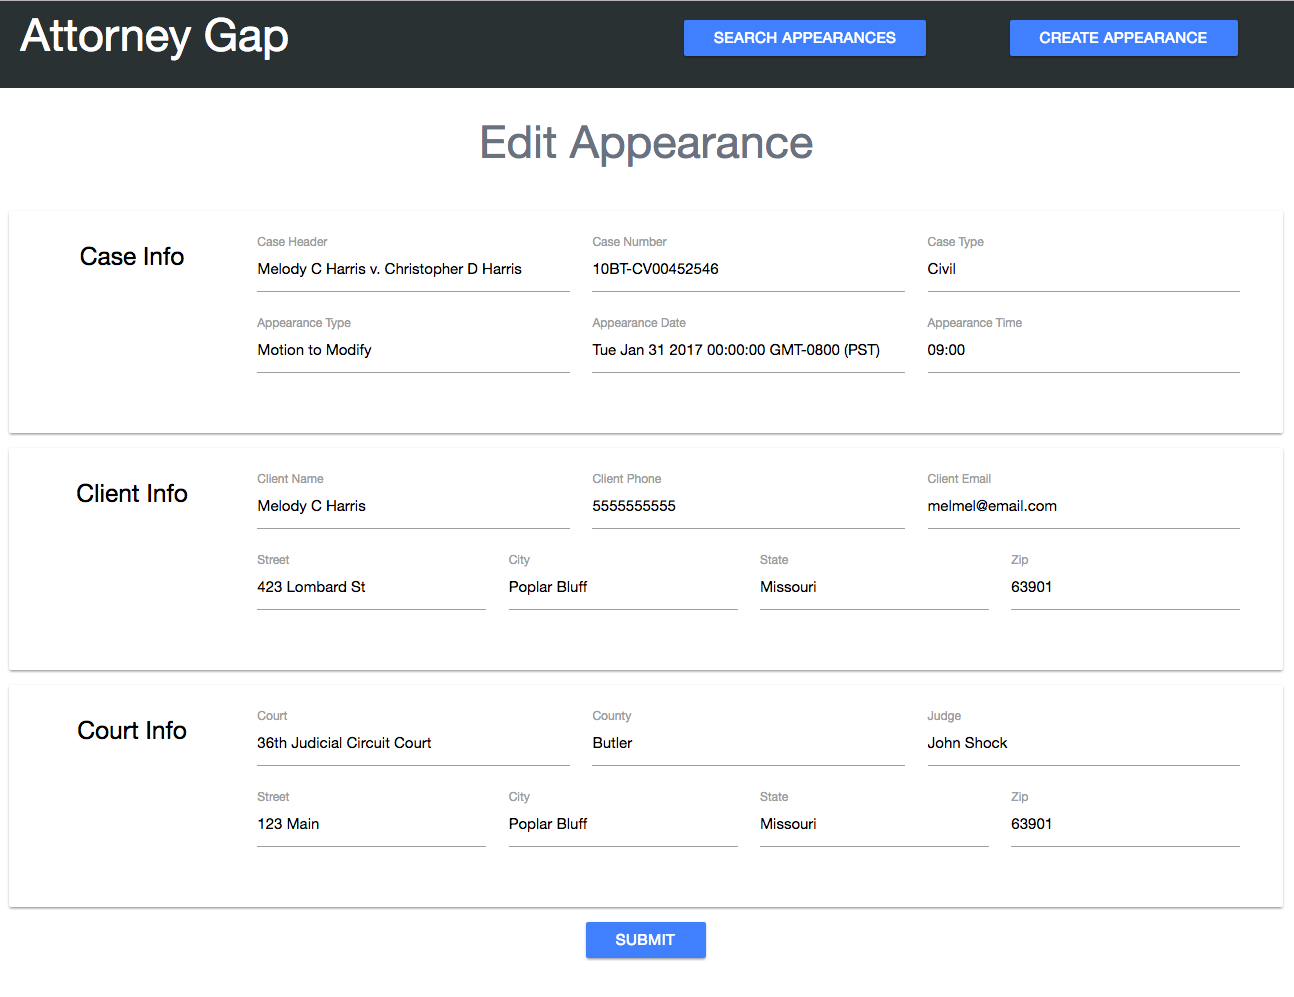 Attorney Gap
SEARCH APPEARANCES
CREATE APPEARANCE
Edit Appearance
Case Info
Case Header
Case Number
Case Type
Melody C Harris v. Christopher D Harris
10BT-CV00452546
Civil
Appearance Type
Appearance Date
Appearance Time
Motion to Modify
Tue Jan 31 2017 00:00:00 GMT-0800 (PST)
09:00
Client Info
Client Name
Client Phone
Client Email
Melody C Harris
5555555555
melmel@email.com
Street
City
State
Zip
423 Lombard St
Poplar Bluff
Missouri
63901
Court Info
Court
County
Judge
36th Judicial Circuit Court
Butler
John Shock
Street
City
State
Zip
123 Main
Poplar Bluff
Missouri
63901
SUBMIT